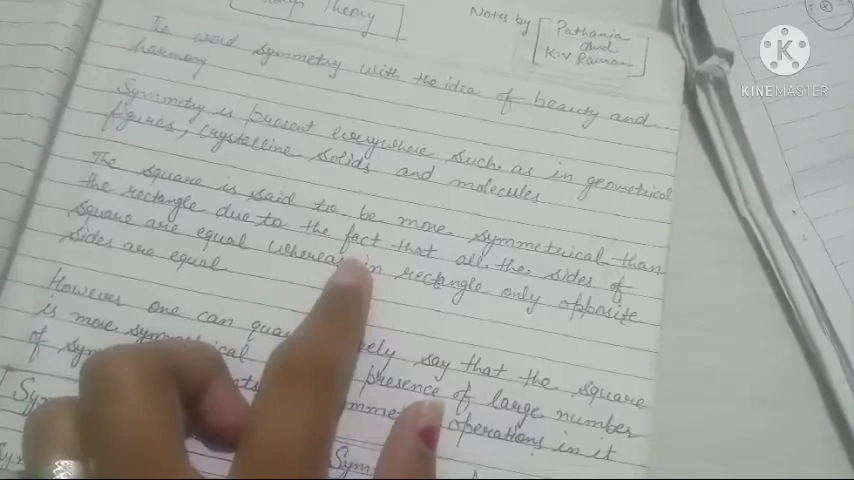 Theory
Notes by
Pathania
and
K.V Raman
To word symmetry with the idea of beauty and
harmony
Symmetry is present everywhere such as in geometrical
figures, crystelline solids and molecules
The square is said to be more symmetrical than
the rectangle due to the fact that all the sides of
square are equal whereas in rectangle only opposite
sides are equal.
However one can say that the square
is more symmetrical presence of large number
of operations in it
K
KINEMASTER